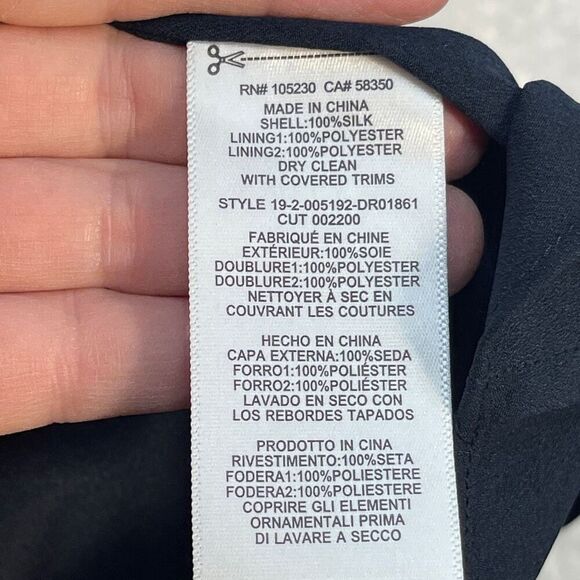 RN# 105230 CA# 58350
MADE IN CHINA
SHELL:100%SILK
LINING1:100%POLYESTER
LINING2:100%POLYESTER
DRY CLEAN
WITH COVERED TRIMS
STYLE 19-2-005192-DR01861
CUT 002200
FABRIQUÉ EN CHINE
EXTÉRIEUR:100%SOIE
DOUBLURE1:100%POLYESTER
DOUBLURE2:100%POLYESTER
NETTOYER À SEC EN
COUVRANT LES COUTURES
HECHO EN CHINA
CAPA EXTERNA:100%SEDA
FORRO1:100%POLIÉSTER
FORRO2:100%POLIÉSTER
LAVADO EN SECO CON
LOS REBORDES TAPADOS
PRODOTTO IN CINA
RIVESTIMENTO:100%SETA
FODERA1:100%POLIESTERE
FODERA2:100%POLIESTERE
COPRIRE GLI ELEMENTI
ORNAMENTALI PRIMA
DI LAVARE A SECCO